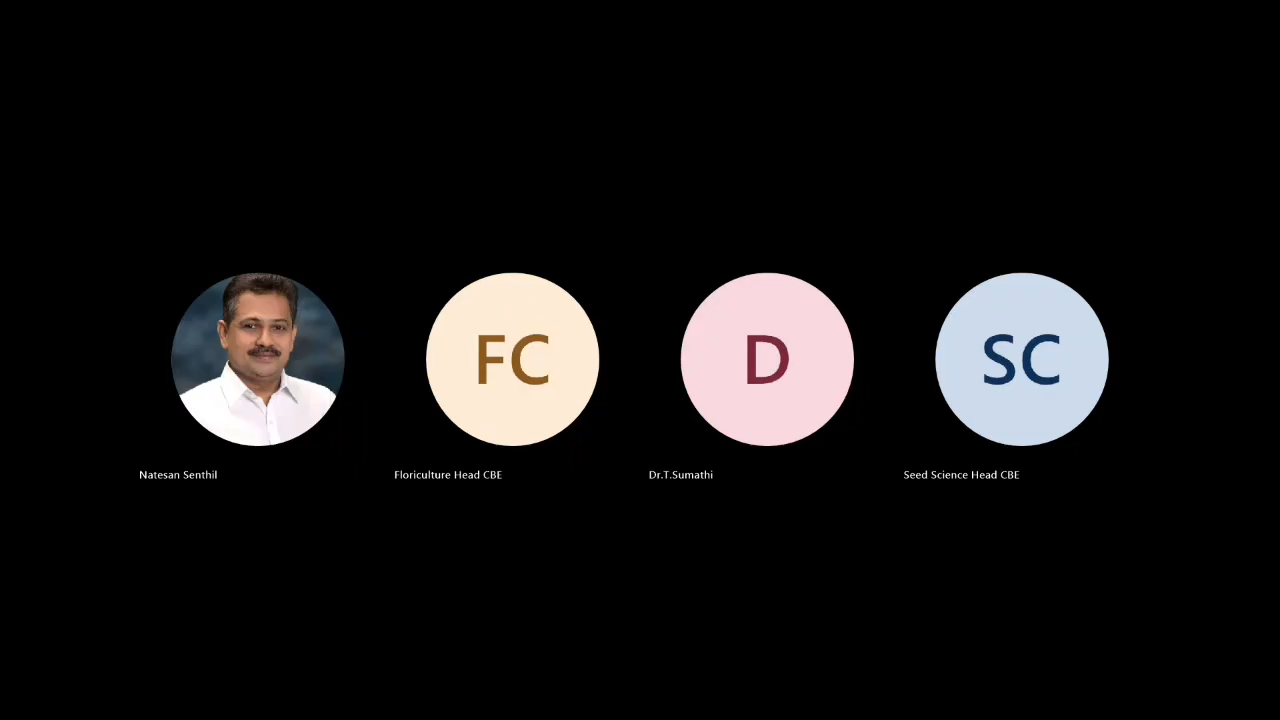 FC
D
SC
Natesan Senthil
Floriculture Head CBE
Dr.T.Sumathi
Seed Science Head CBE